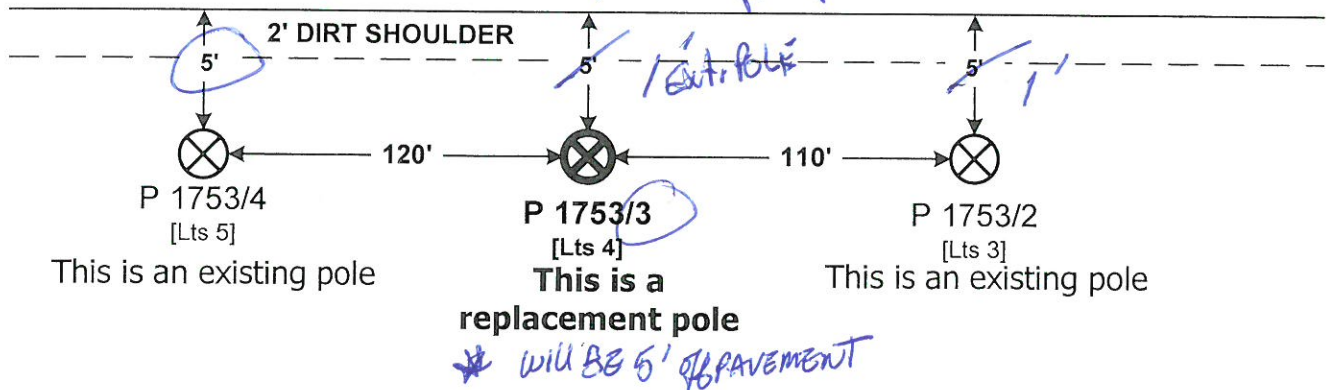 2' DIRT SHOULDER
5' 5' 1' Exit. POLE 5' 1'
120' 110'
P 1753/4 P 1753/3 P 1753/2
[Lts 5] [Lts 4] [Lts 3]
This is an existing pole This is a This is an existing pole
replacement pole
* WILL BE 5' off PAVEMENT